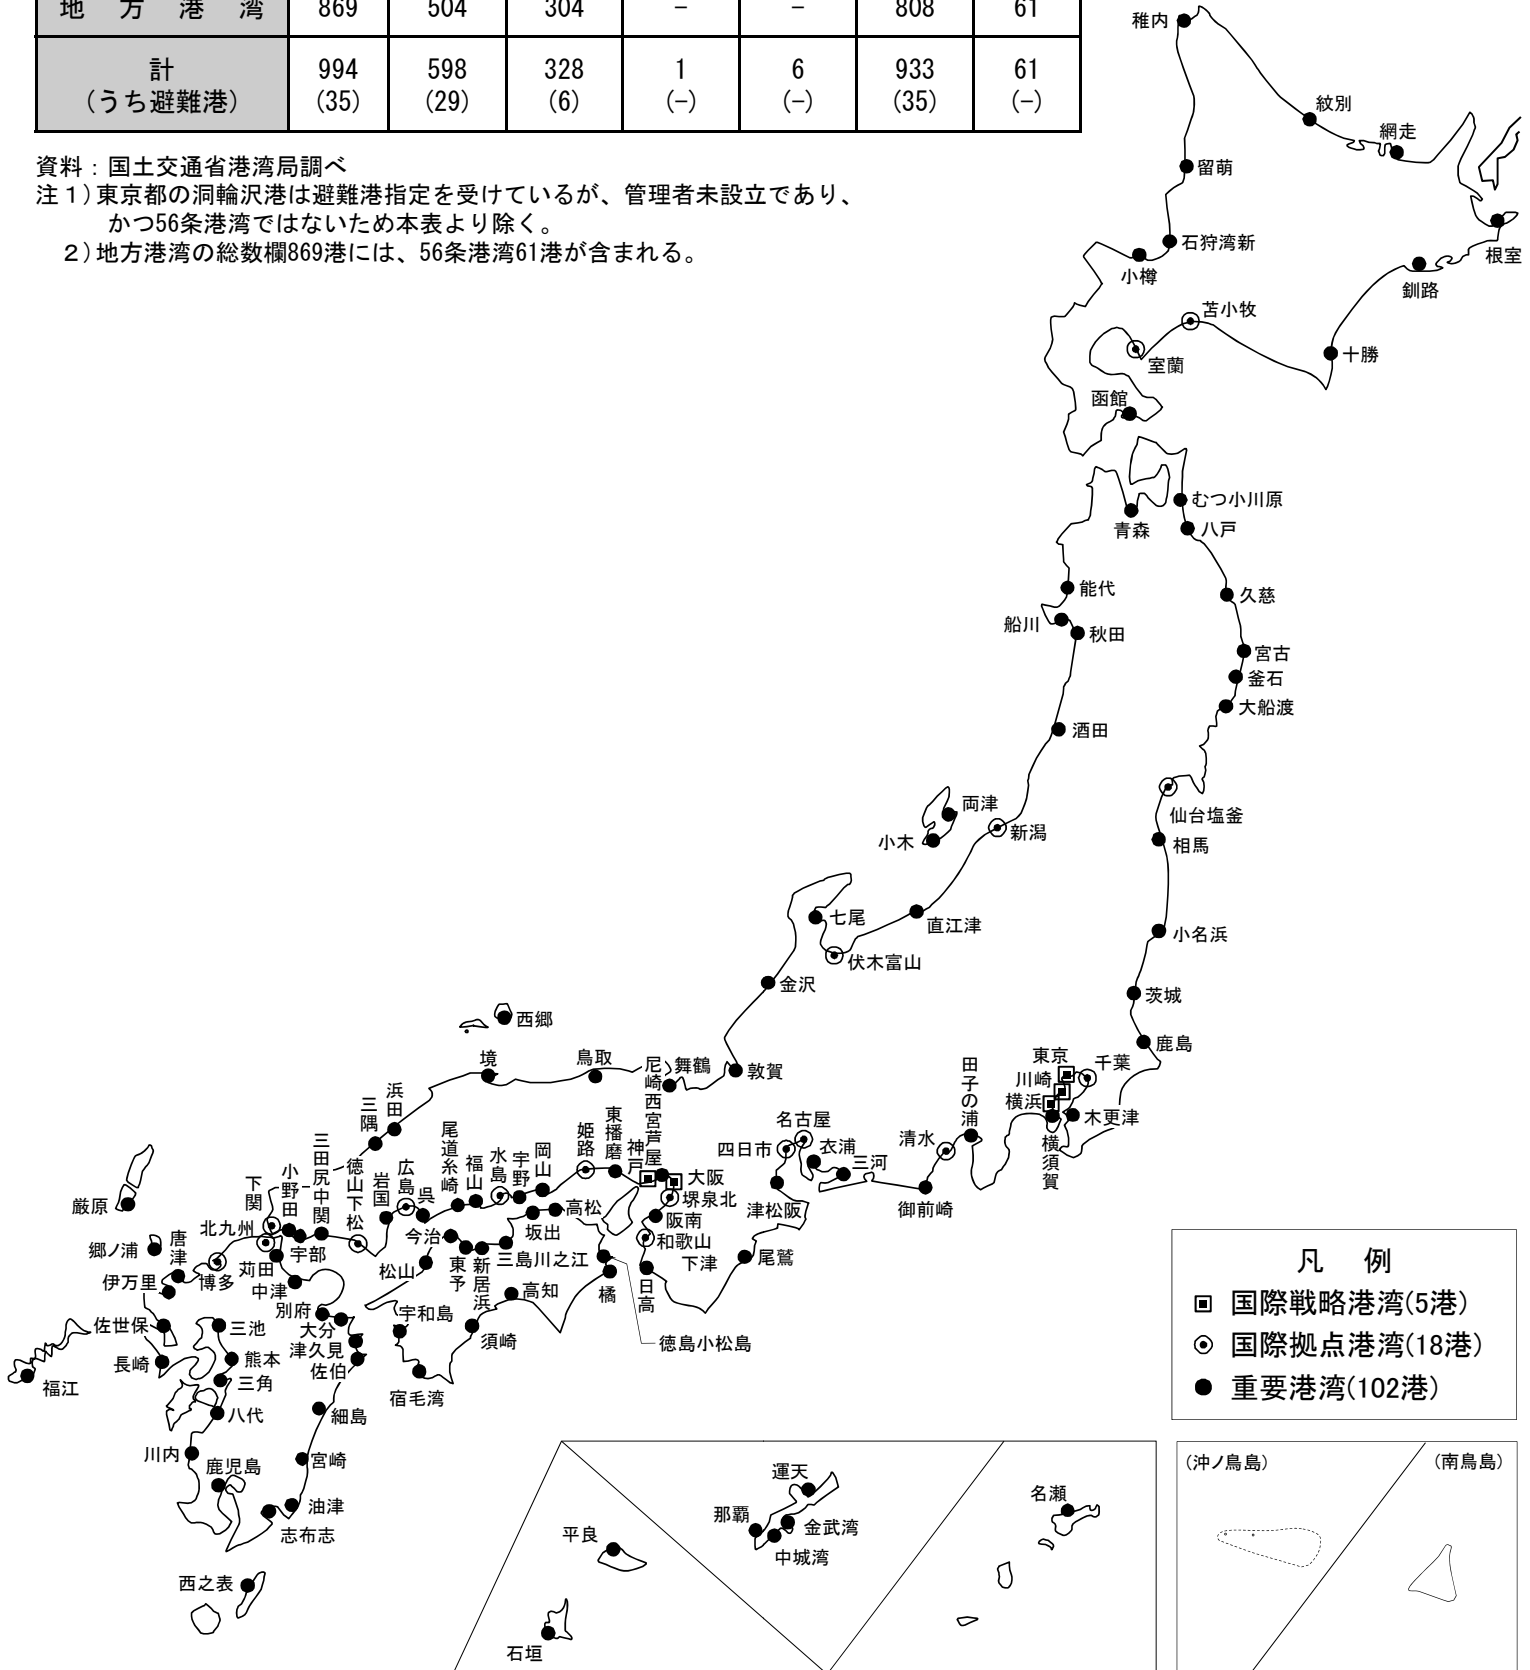 地方港湾 869 504 304 － － 808 61
計 994 598 328 1 6 933 61
(うち避難港) (35) (29) (6) (－) (－) (35) (－)
資料：国土交通省港湾局調べ
注１)東京都の洞輪沢港は避難港指定を受けているが、管理者未設立であり、
かつ56条港湾ではないため本表より除く。
２)地方港湾の総数欄869港には、56条港湾61港が含まれる。
稚内
紋別
網走
留萌
根室
石狩湾新
小樽
釧路
苫小牧
室蘭
十勝
函館
むつ小川原
青森
八戸
能代
久慈
船川
秋田
宮古
釜石
大船渡
酒田
両津
仙台塩釜
新潟
小木
相馬
七尾
直江津
小名浜
伏木富山
金沢
茨城
西郷
鹿島
境
鳥取
舞鶴
敦賀
東京
千葉
川崎
横浜
木更津
横須賀
田子の浦
清水
御前崎
名古屋
四日市
衣浦
三河
津松阪
尾鷲
尼崎西宮芦屋
神戸
大阪
堺泉北
阪南
和歌山
下津
日高
東播磨
姫路
岡山
宇野
水島
福山
尾道糸崎
呉
広島
岩国
徳山下松
三田尻中関
浜田
三隅
小野田
宇部
下関
北九州
苅田
中津
高松
坂出
三島川之江
新居浜
東予
今治
松山
橘
徳島小松島
高知
須崎
宇和島
宿毛湾
厳原
郷ノ浦
唐津
博多
伊万里
佐世保
長崎
福江
三池
熊本
三角
八代
川内
鹿児島
別府
大分
津久見
佐伯
細島
宮崎
油津
志布志
西之表
凡例
国際戦略港湾(5港)
国際拠点港湾(18港)
重要港湾(102港)
平良
石垣
運天
那覇
金武湾
中城湾
名瀬
(沖ノ鳥島)
(南鳥島)